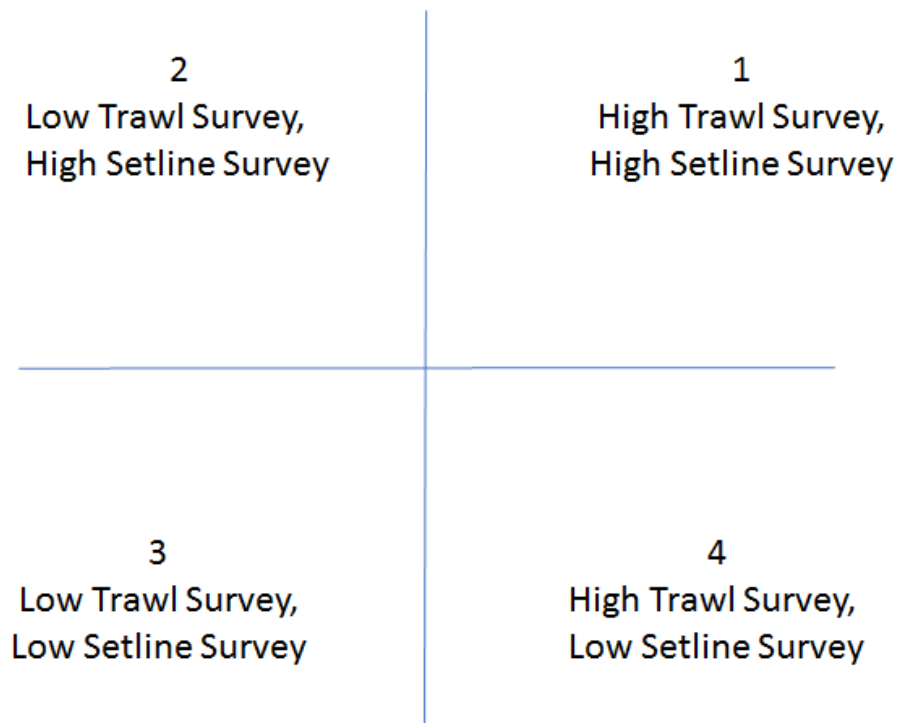 2
Low Trawl Survey,
High Setline Survey
1
High Trawl Survey,
High Setline Survey
3
Low Trawl Survey,
Low Setline Survey
4
High Trawl Survey,
Low Setline Survey